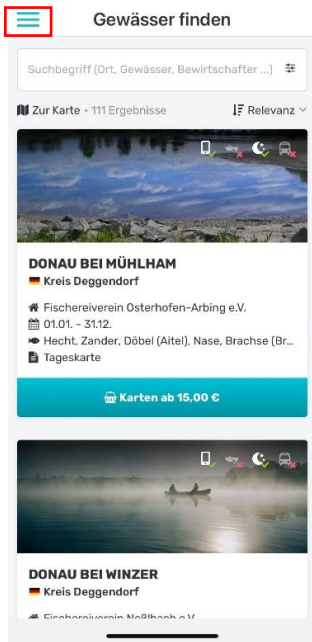 Gewässer finden
Suchbegriff (Ort, Gewässer, Bewirtschafter ...)
Zur Karte • 111 Ergebnisse Relevanz
DONAU BEI MÜHLHAM
Kreis Deggendorf
Fischereiverein Osterhofen-Arbing e.V.
01.01. - 31.12.
Hecht, Zander, Döbel (Aitel), Nase, Brachse (Br...
Tageskarte
Karten ab 15,00 €
DONAU BEI WINZER
Kreis Deggendorf
Fischereiverein Neßlbach e.V.